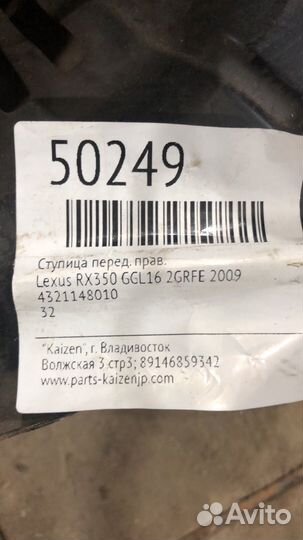 50249
Ступица перед. прав.
Lexus RX350 GGL16 2GRFE 2009
4321148010
32
"Kaizen", г. Владивосток
Волжская 3 стр3; 89146859342
www.parts-kaizenjp.com
Avito